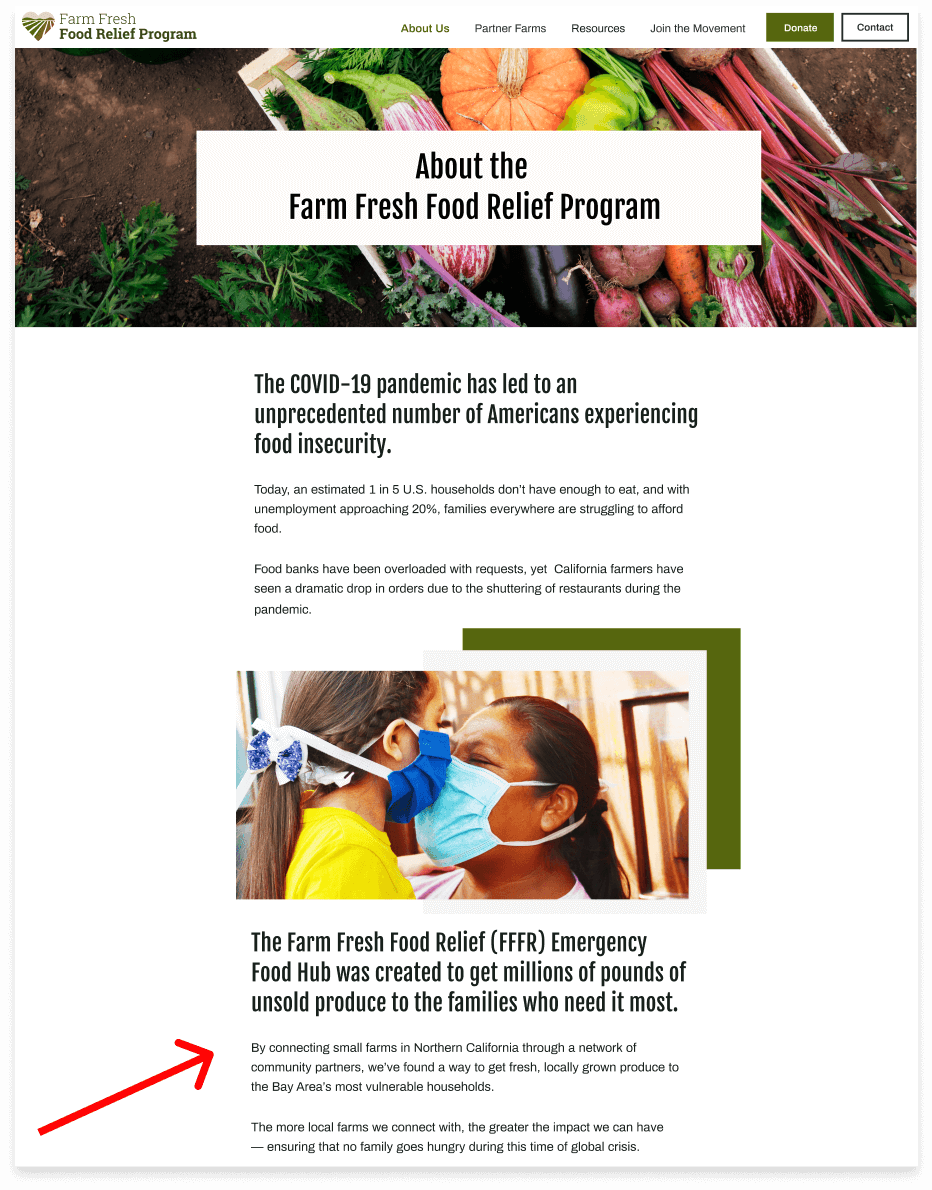 Farm Fresh
Food Relief Program
About Us
Partner Farms
Resources
Join the Movement
Donate
Contact
About the
Farm Fresh Food Relief Program
The COVID-19 pandemic has led to an
unprecedented number of Americans experiencing
food insecurity.
Today, an estimated 1 in 5 U.S. households don’t have enough to eat, and with
unemployment approaching 20%, families everywhere are struggling to afford
food.
Food banks have been overloaded with requests, yet  California farmers have
seen a dramatic drop in orders due to the shuttering of restaurants during the
pandemic.
The Farm Fresh Food Relief (FFFR) Emergency
Food Hub was created to get millions of pounds of
unsold produce to the families who need it most.
By connecting small farms in Northern California through a network of
community partners, we’ve found a way to get fresh, locally grown produce to
the Bay Area’s most vulnerable households.
The more local farms we connect with, the greater the impact we can have
— ensuring that no family goes hungry during this time of global crisis.